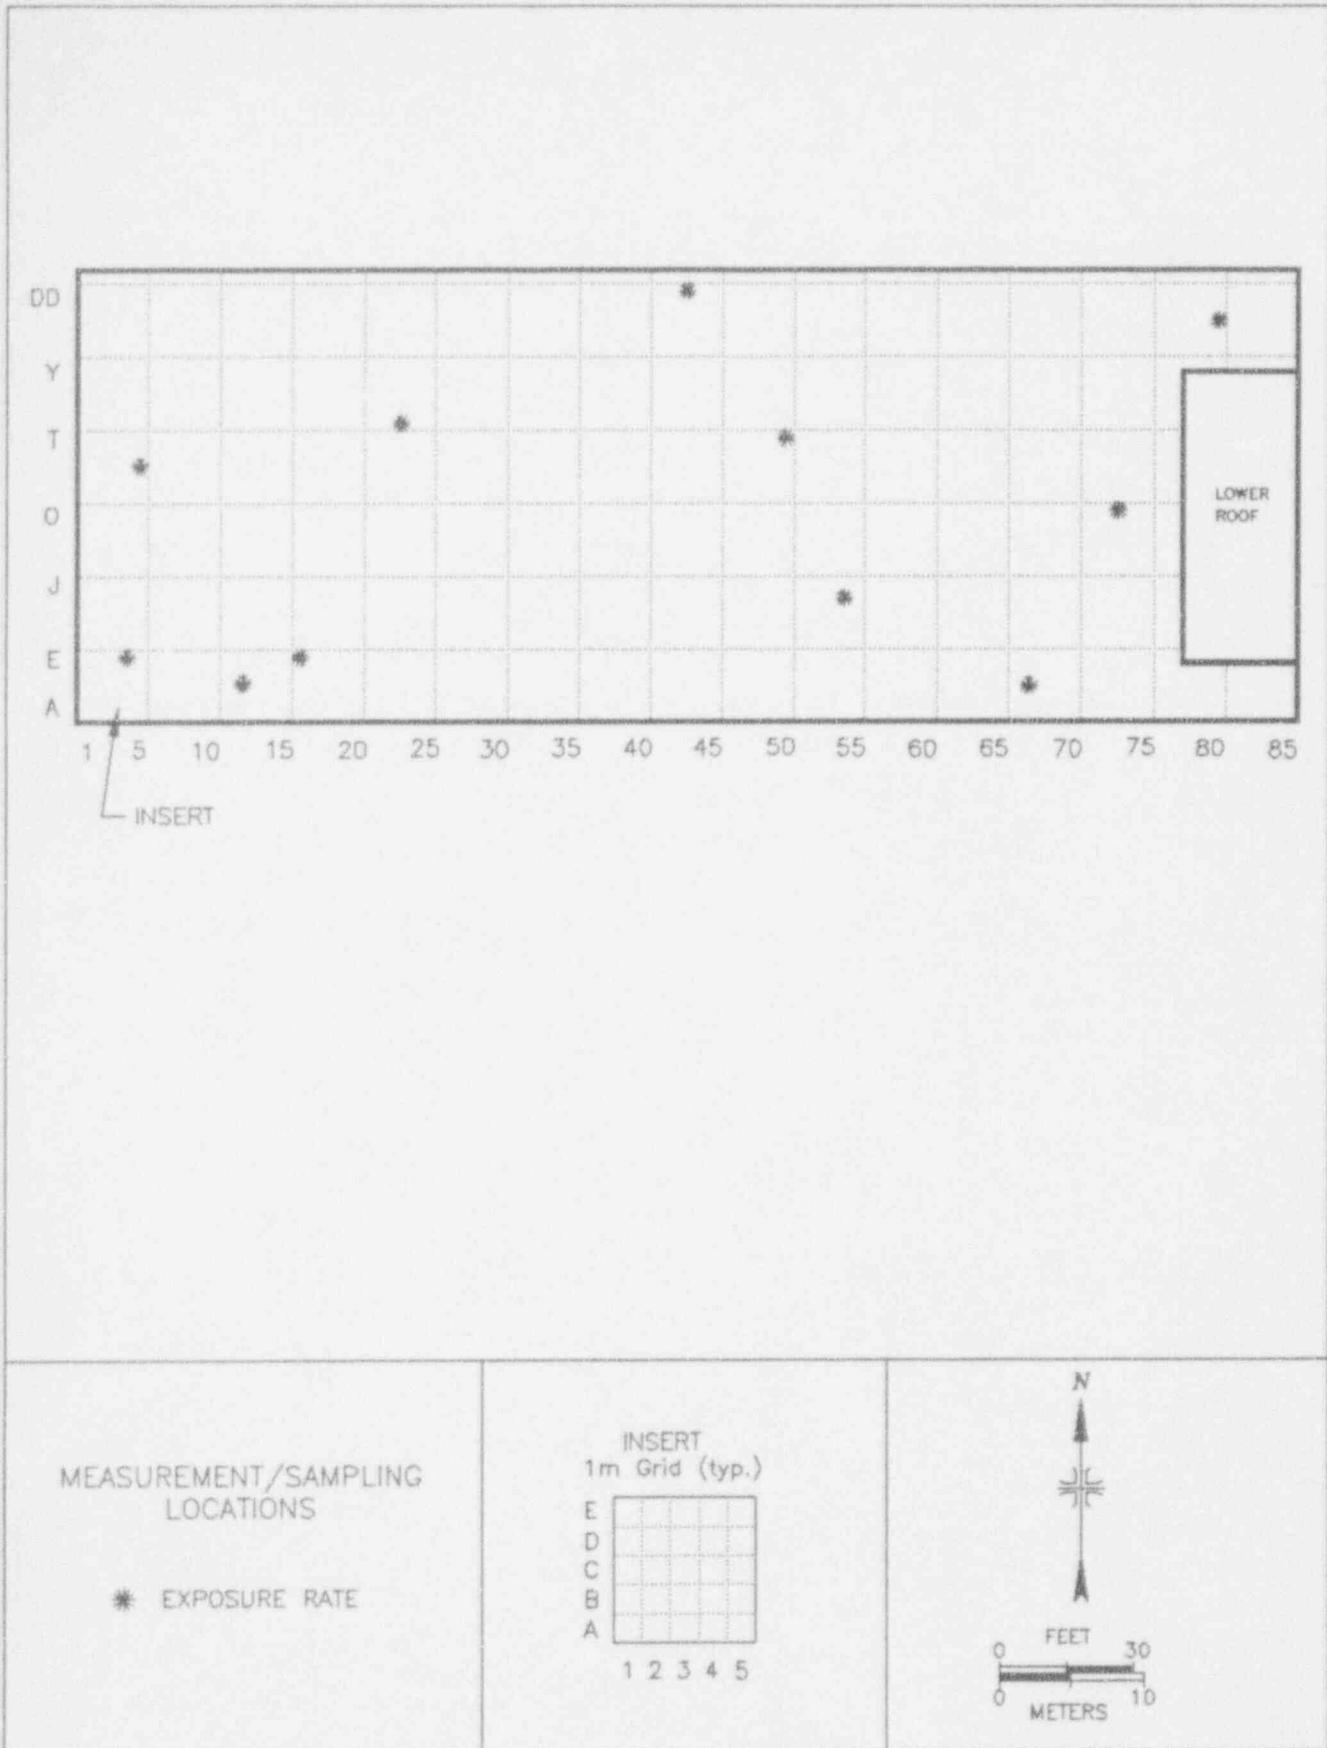 DD
Y
T
O
J
E
A
LOWER
ROOF
1 5 10 15 20 25 30 35 40 45 50 55 60 65 70 75 80 85
INSERT
MEASUREMENT/SAMPLING
LOCATIONS
EXPOSURE RATE
INSERT
1m Grid (typ.)
E
D
C
B
A
1 2 3 4 5
N
FEET
0 30
0 10
METERS